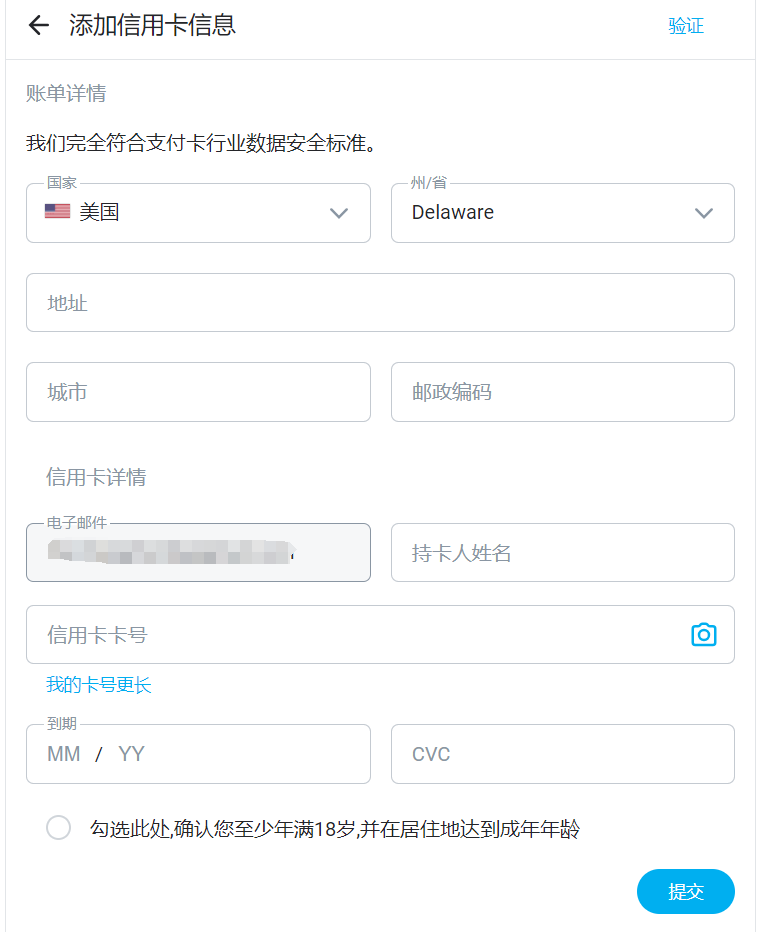 添加信用卡信息 验证
账单详情
我们完全符合支付卡行业数据安全标准。
国家 州/省
美国 Delaware
地址
城市 邮政编码
信用卡详情
电子邮件
持卡人姓名
信用卡卡号
我的卡号更长
到期
MM / YY CVC
勾选此处,确认您至少年满18岁,并在居住地达到成年年龄
提交